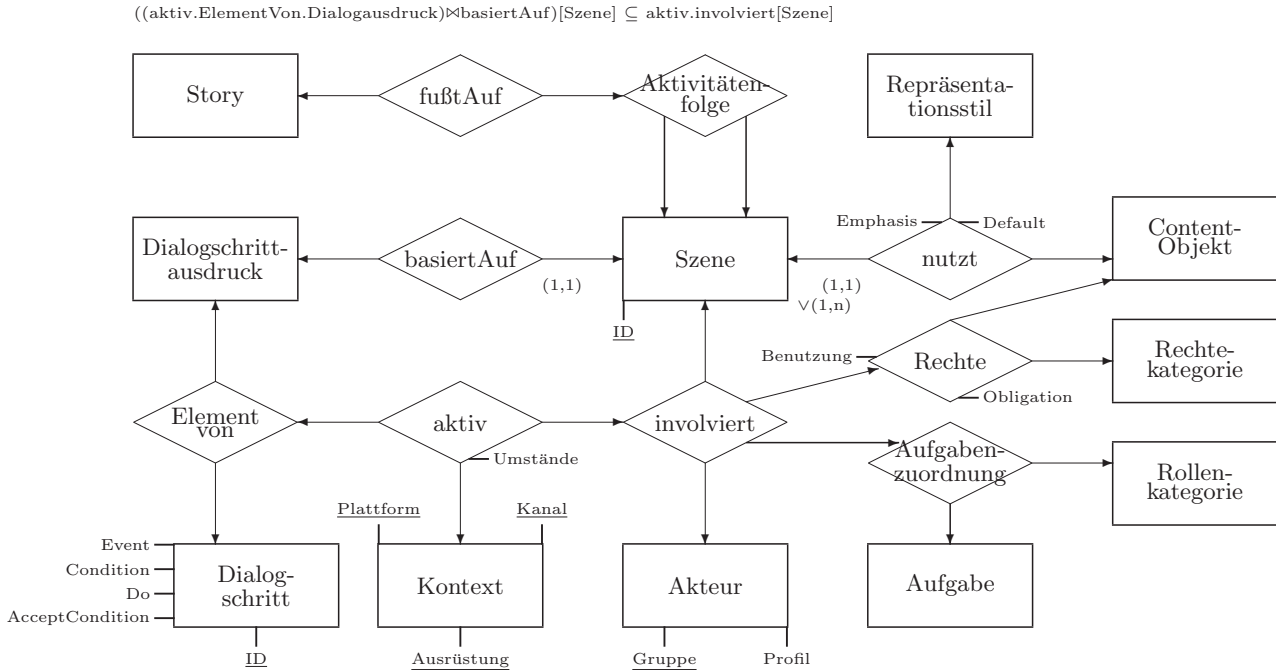 ((aktiv.ElementVon.Dialogausdruck)⋈basiertAuf)[Szene] ⊆ aktiv.involviert[Szene]
Story
fußtAuf
Aktivitäten-
folge
Repräsenta-
tionsstil
Dialogschritt-
ausdruck
basiertAuf
(1,1)
Szene
ID
Emphasis
Default
nutzt
(1,1)
∨(1,n)
Content-
Objekt
Benutzung
Rechte
Obligation
Rechte-
kategorie
Element
von
aktiv
Umstände
involviert
Aufgaben-
zuordnung
Rollen-
kategorie
Event
Condition
Do
AcceptCondition
Dialog-
schritt
ID
Plattform
Kanal
Kontext
Ausrüstung
Akteur
Gruppe
Profil
Aufgabe